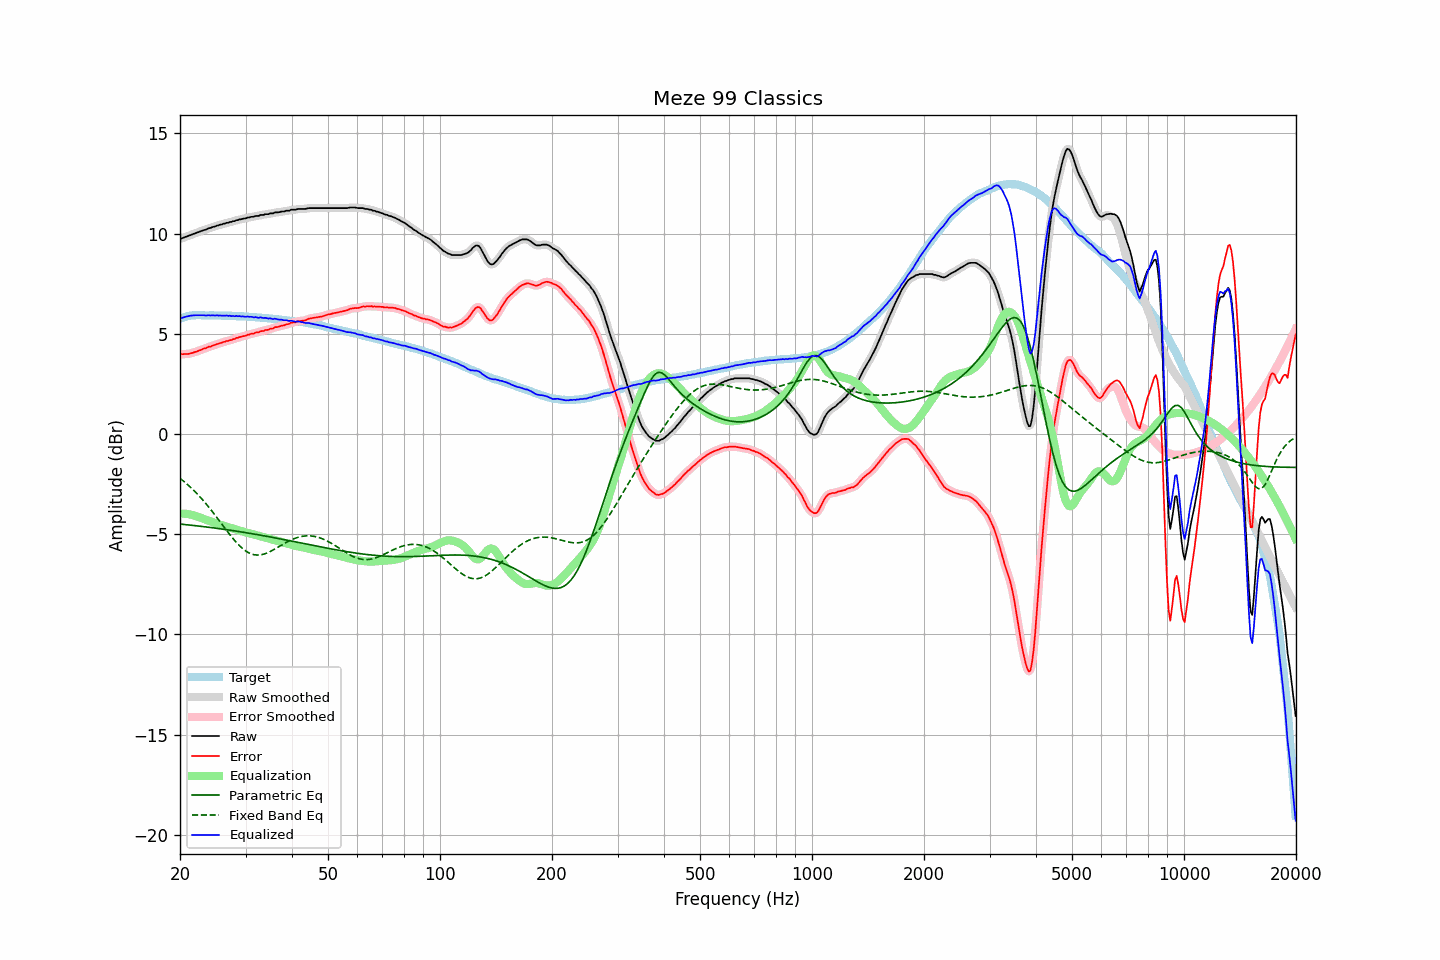 Meze 99 Classics
15
10
5
0
−5
−10
−15
−20
Amplitude (dBr)
20
50
100
200
500
1000
2000
5000
10000
20000
Frequency (Hz)
Target
Raw Smoothed
Error Smoothed
Raw
Error
Equalization
Parametric Eq
Fixed Band Eq
Equalized